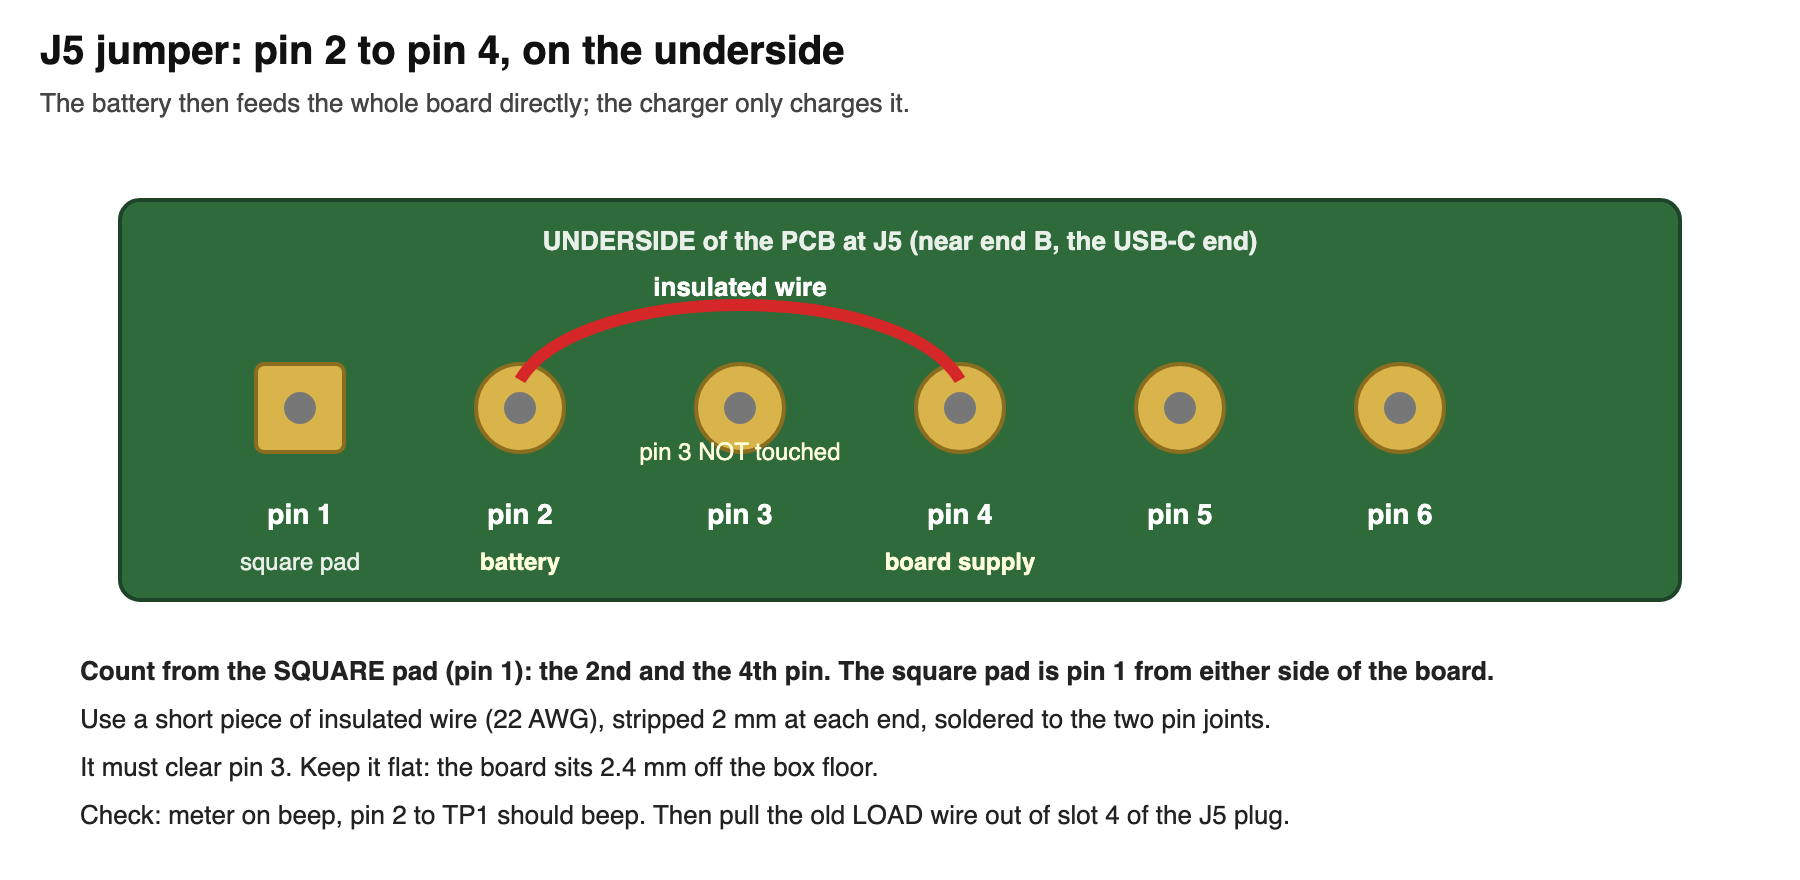 J5 jumper: pin 2 to pin 4, on the underside
The battery then feeds the whole board directly; the charger only charges it.
UNDERSIDE of the PCB at J5 (near end B, the USB-C end)
insulated wire
pin 3 NOT touched
pin 1 pin 2 pin 3 pin 4 pin 5 pin 6
square pad battery board supply
Count from the SQUARE pad (pin 1): the 2nd and the 4th pin. The square pad is pin 1 from either side of the board.
Use a short piece of insulated wire (22 AWG), stripped 2 mm at each end, soldered to the two pin joints.
It must clear pin 3. Keep it flat: the board sits 2.4 mm off the box floor.
Check: meter on beep, pin 2 to TP1 should beep. Then pull the old LOAD wire out of slot 4 of the J5 plug.